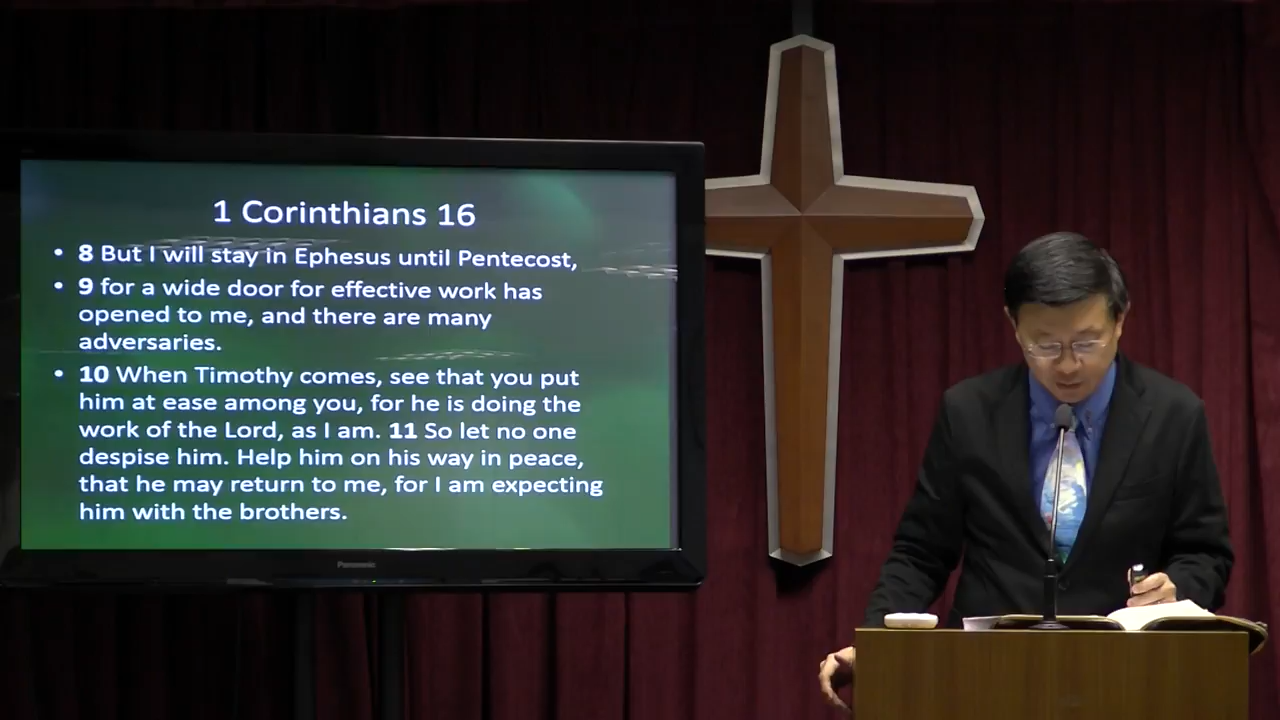 1 Corinthians 16
• 8 But I will stay in Ephesus until Pentecost,
• 9 for a wide door for effective work has
opened to me, and there are many
adversaries.
• 10 When Timothy comes, see that you put
him at ease among you, for he is doing the
work of the Lord, as I am. 11 So let no one
despise him. Help him on his way in peace,
that he may return to me, for I am expecting
him with the brothers.
Panasonic